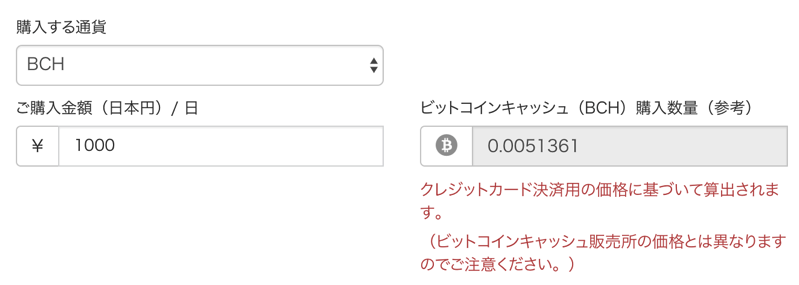 購入する通貨
BCH
ご購入金額（日本円）/ 日
¥ 1000
ビットコインキャッシュ（BCH）購入数量（参考）
0.0051361
クレジットカード決済用の価格に基づいて算出されま
す。
（ビットコインキャッシュ販売所の価格とは異なります
のでご注意ください。）